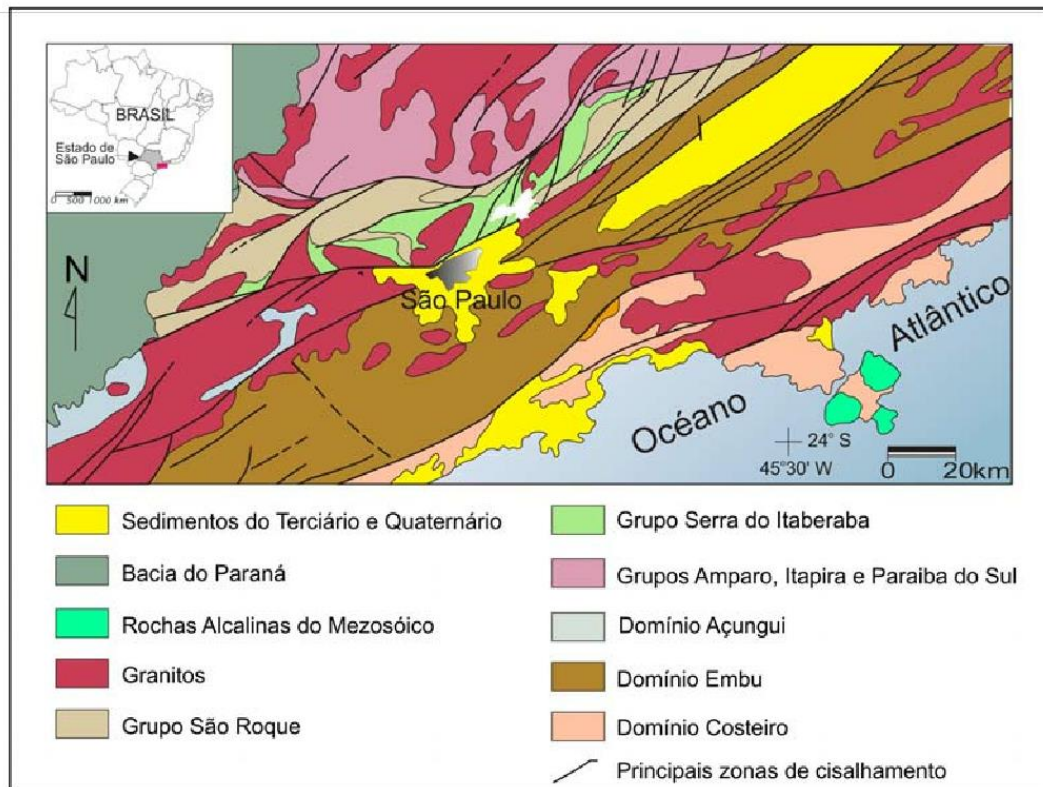 BRASIL
Estado de
São Paulo
0 500 1000 km
N
São Paulo
Océano
Atlântico
24° S
45°30' W
0 20km
Sedimentos do Terciário e Quaternário
Bacia do Paraná
Rochas Alcalinas do Mezosóico
Granitos
Grupo São Roque
Grupo Serra do Itaberaba
Grupos Amparo, Itapira e Paraiba do Sul
Domínio Açungui
Domínio Embu
Domínio Costeiro
Principais zonas de cisalhamento